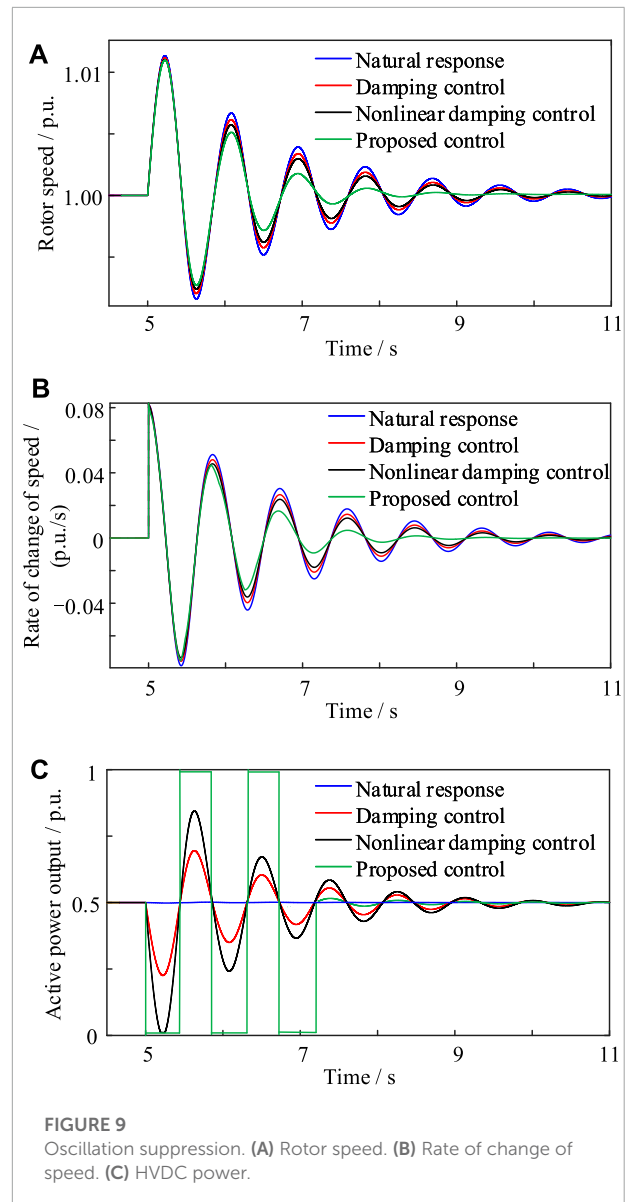 A
Rotor speed / p.u.
1.01
1.00
Natural response
Damping control
Nonlinear damping control
Proposed control
5
7
9
11
Time / s
B
Rate of change of speed /
(p.u./s)
0.08
0.04
0
−0.04
Natural response
Damping control
Nonlinear damping control
Proposed control
5
7
9
11
Time / s
C
Active power output / p.u.
1
0.5
0
Natural response
Damping control
Nonlinear damping control
Proposed control
5
7
9
11
Time / s
FIGURE 9
Oscillation suppression. (A) Rotor speed. (B) Rate of change of
speed. (C) HVDC power.